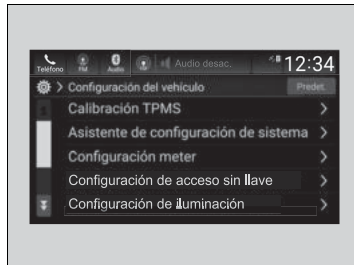 Teléfono FM Audio Audio desac. 12:34
Configuración del vehículo Predet.
Calibración TPMS
Asistente de configuración de sistema
Configuración meter
Configuración de acceso sin llave
Configuración de iluminación